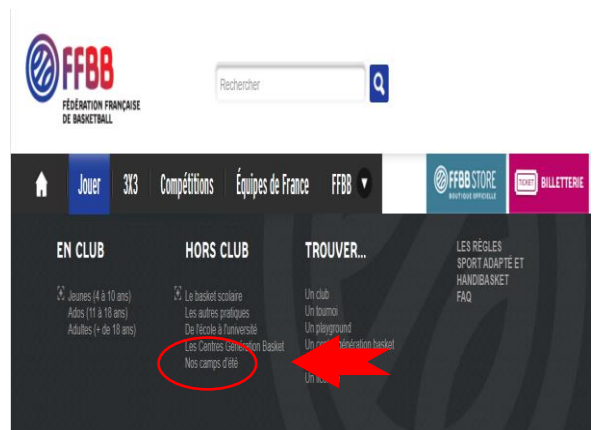 FFBB
FÉDÉRATION FRANÇAISE
DE BASKETBALL
Rechercher
Jouer 3X3 Compétitions Équipes de France FFBB
FFBB STORE
BOUTIQUE OFFICIELLE
TICKET BILLETTERIE
EN CLUB
Jeunes (4 à 10 ans)
Ados (11 à 18 ans)
Adultes (+ de 18 ans)
HORS CLUB
Le basket scolaire
Les autres pratiques
De l'école à l'université
Les Centres Génération Basket
Nos camps d'été
TROUVER...
Un club
Un tournoi
Un playground
Un centre génération basket
Un
LES RÈGLES
SPORT ADAPTÉ ET
HANDIBASKET
FAQ